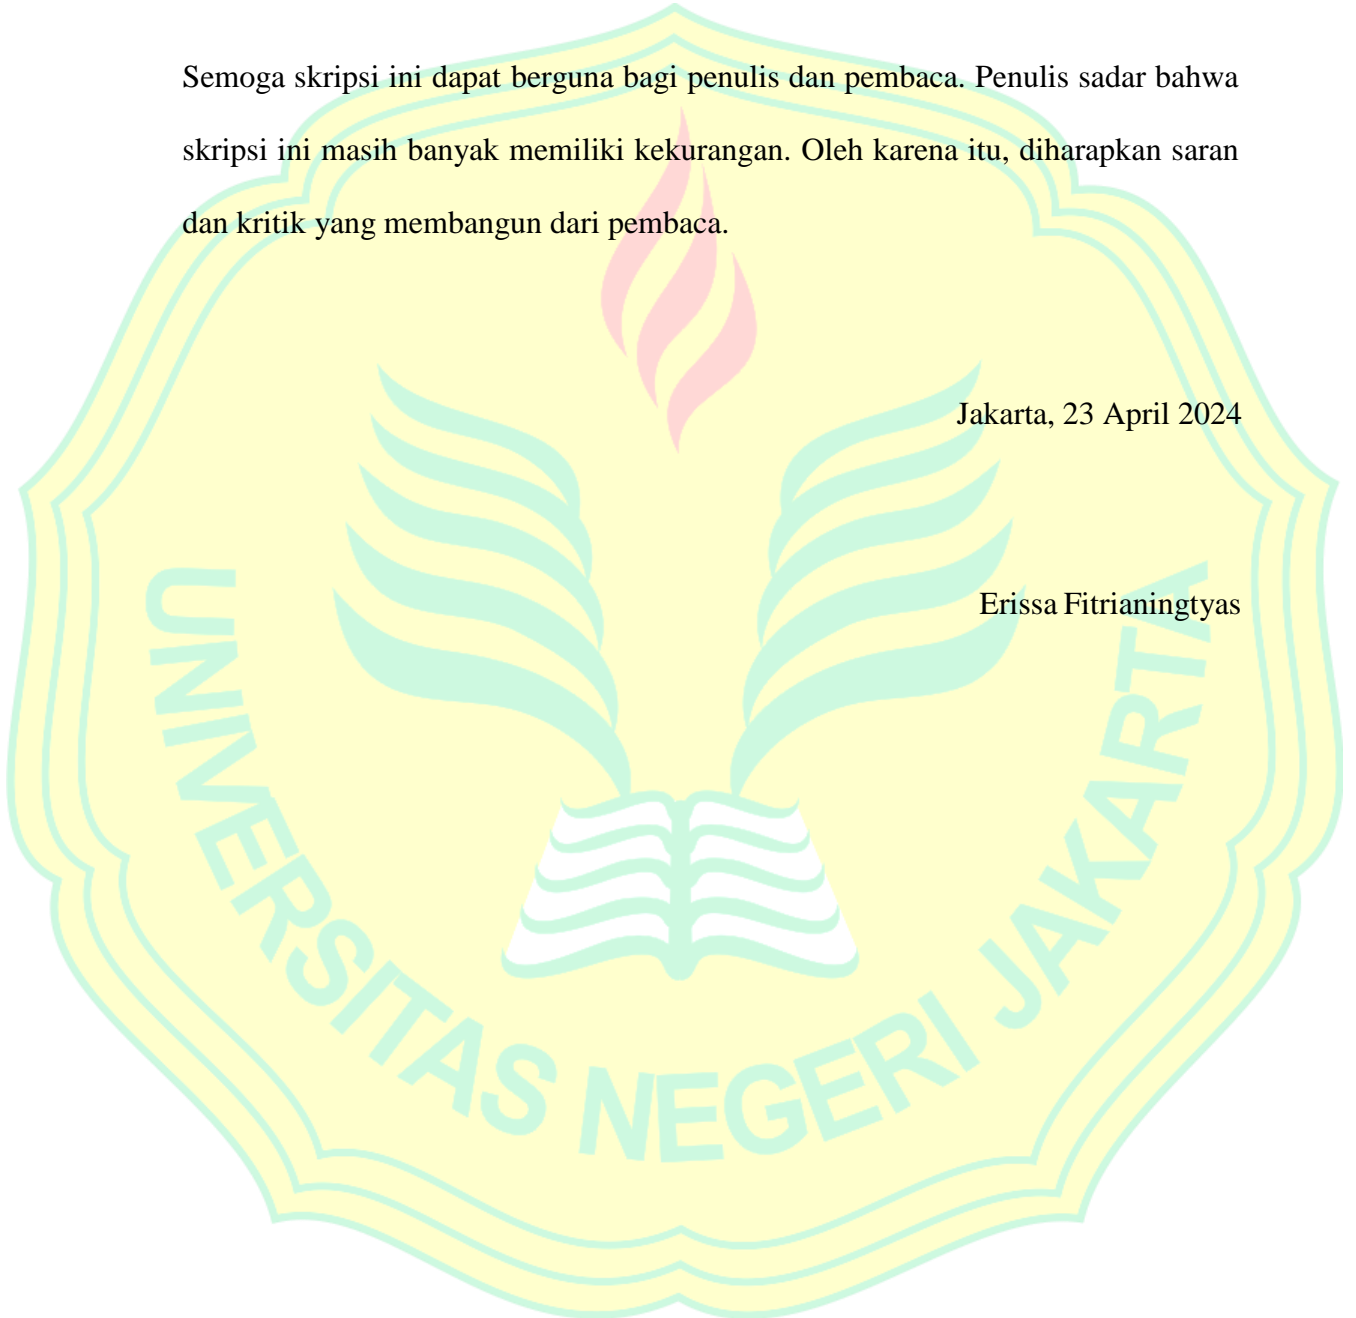 Semoga skripsi ini dapat berguna bagi penulis dan pembaca. Penulis sadar bahwa
skripsi ini masih banyak memiliki kekurangan. Oleh karena itu, diharapkan saran
dan kritik yang membangun dari pembaca.
Jakarta, 23 April 2024
Erissa Fitrianingtyas
UNIVERSITAS NEGERI JAKARTA